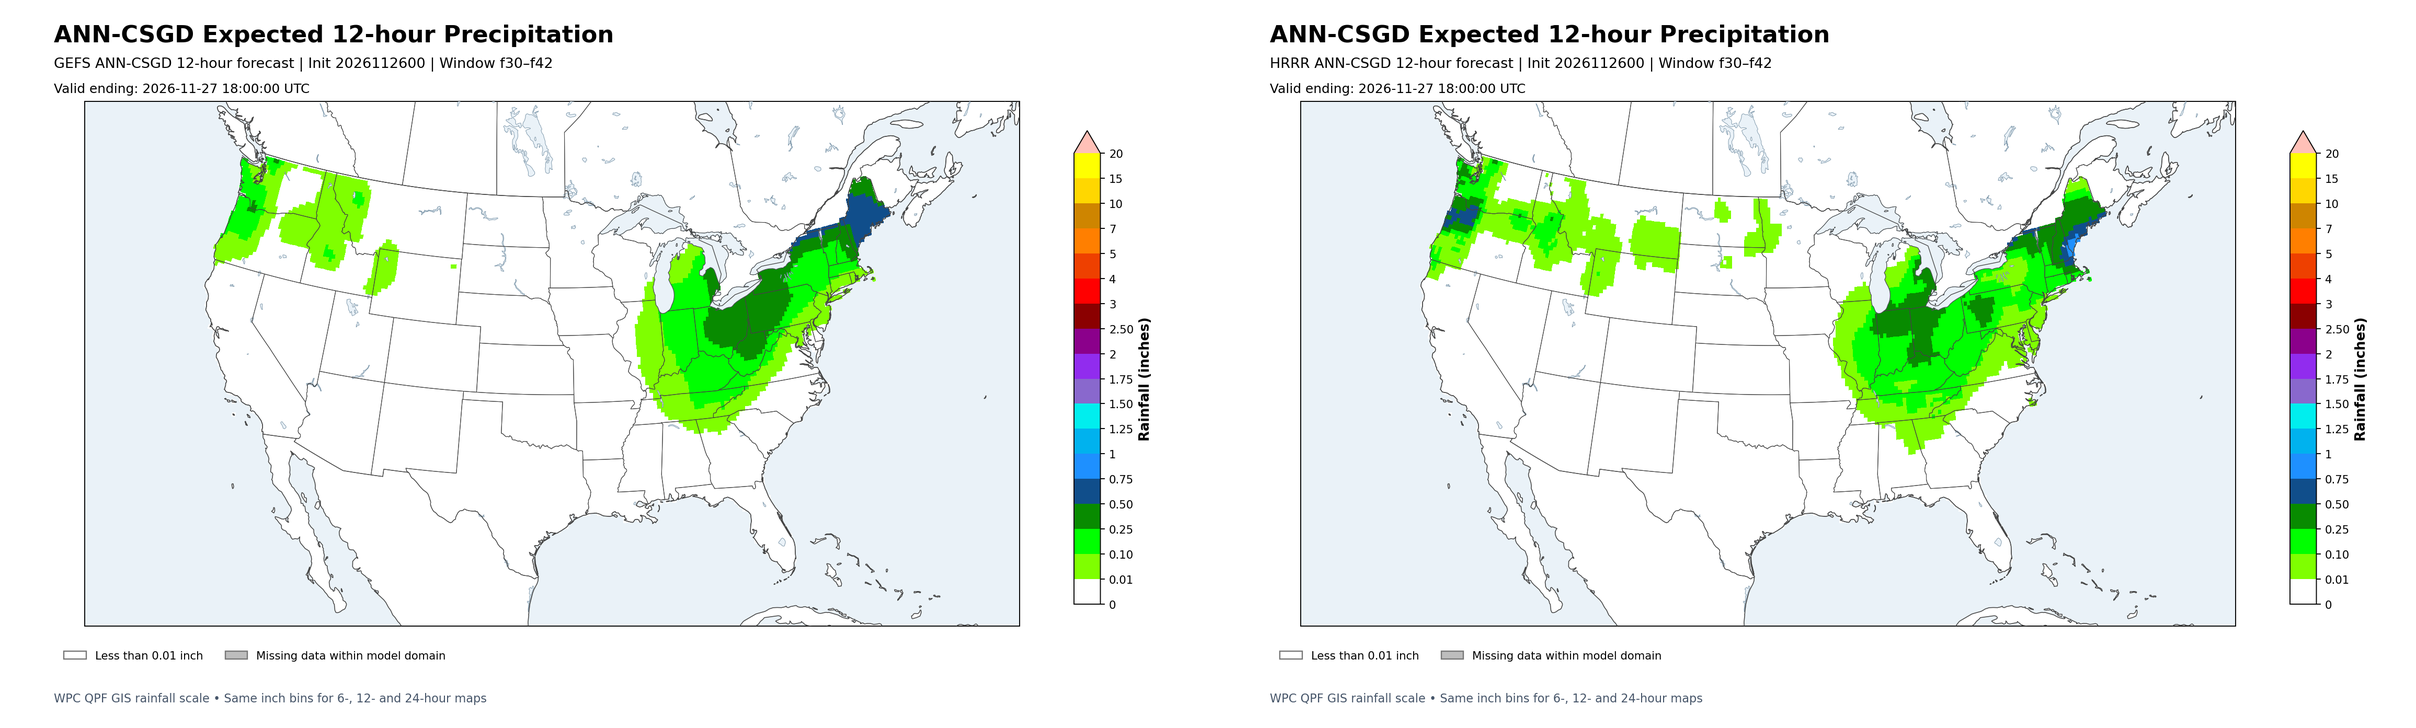 ANN-CSGD Expected 12-hour Precipitation
GEFS ANN-CSGD 12-hour forecast | Init 2026112600 | Window f30–f42
Valid ending: 2026-11-27 18:00:00 UTC
20
15
10
7
5
4
3
2.50
2
1.75
1.50
1.25
1
0.75
0.50
0.25
0.10
0.01
0
Rainfall (inches)
Less than 0.01 inch
Missing data within model domain
WPC QPF GIS rainfall scale • Same inch bins for 6-, 12- and 24-hour maps
ANN-CSGD Expected 12-hour Precipitation
HRRR ANN-CSGD 12-hour forecast | Init 2026112600 | Window f30–f42
Valid ending: 2026-11-27 18:00:00 UTC
20
15
10
7
5
4
3
2.50
2
1.75
1.50
1.25
1
0.75
0.50
0.25
0.10
0.01
0
Rainfall (inches)
Less than 0.01 inch
Missing data within model domain
WPC QPF GIS rainfall scale • Same inch bins for 6-, 12- and 24-hour maps